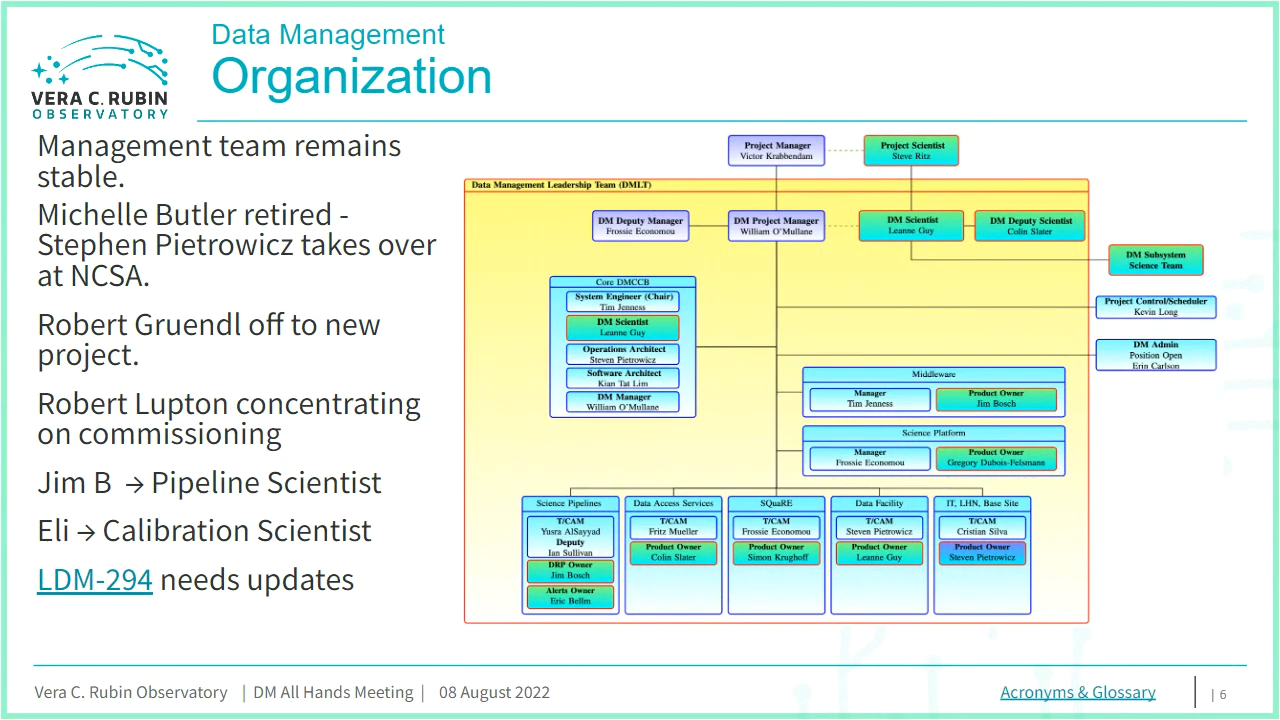 VERA C. RUBIN
OBSERVATORY
Data Management
Organization
Management team remains
stable.
Michelle Butler retired -
Stephen Pietrowicz takes over
at NCSA.
Robert Gruendl off to new
project.
Robert Lupton concentrating
on commissioning
Jim B → Pipeline Scientist
Eli → Calibration Scientist
LDM-294 needs updates
Project Manager
Victor Krabbendam
Project Scientist
Steve Ritz
Data Management Leadership Team (DMLT)
DM Deputy Manager
Frossie Economou
DM Project Manager
William O'Mullane
DM Scientist
Leanne Guy
DM Deputy Scientist
Colin Slater
DM Subsystem
Science Team
Project Control/Scheduler
Kevin Long
DM Admin
Position Open
Erin Carlson
Core DMCCB
System Engineer (Chair)
Tim Jenness
DM Scientist
Leanne Guy
Operations Architect
Steven Pietrowicz
Software Architect
Kian Tat Lim
DM Manager
William O'Mullane
Middleware
Manager
Tim Jenness
Product Owner
Jim Bosch
Science Platform
Manager
Frossie Economou
Product Owner
Gregory Dubois-Felsmann
Science Pipelines
T/CAM
Yusra AlSayyad
Deputy
Ian Sullivan
DRP Owner
Jim Bosch
Alerts Owner
Eric Bellm
Data Access Services
T/CAM
Fritz Mueller
Product Owner
Colin Slater
SQuaRE
T/CAM
Frossie Economou
Product Owner
Simon Krughoff
Data Facility
T/CAM
Steven Pietrowicz
Product Owner
Leanne Guy
IT, LHN, Base Site
T/CAM
Cristian Silva
Product Owner
Steven Pietrowicz
Vera C. Rubin Observatory | DM All Hands Meeting | 08 August 2022
Acronyms & Glossary
| 6